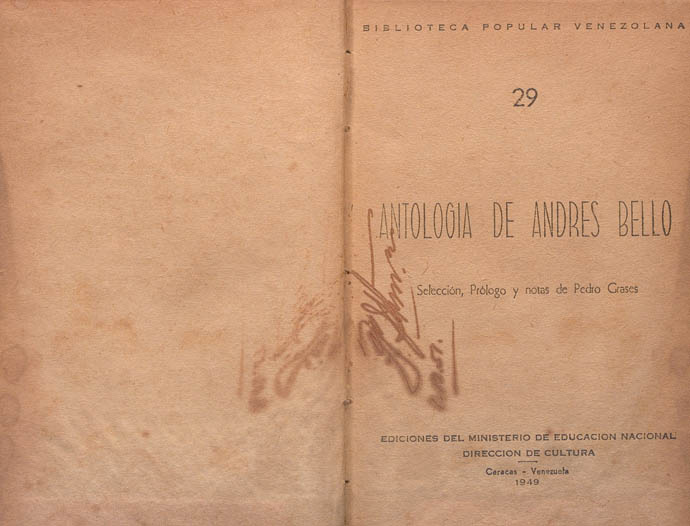 BIBLIOTECA POPULAR VENEZOLANA
29
ANTOLOGIA DE ANDRES BELLO
Selección, Prólogo y notas de Pedro Grases
EDICIONES DEL MINISTERIO DE EDUCACION NACIONAL
DIRECCION DE CULTURA
Caracas - Venezuela
1949